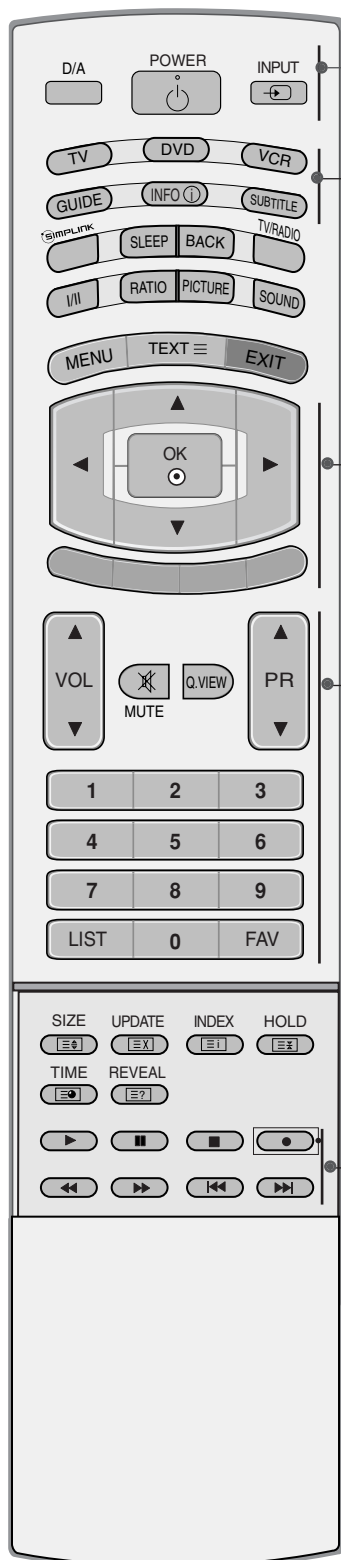 D/A POWER INPUT
TV DVD VCR
GUIDE INFO i SUBTITLE
SIMPLINK SLEEP BACK TV/RADIO
I/II RATIO PICTURE SOUND
MENU TEXT EXIT
OK
VOL MUTE Q.VIEW PR
1 2 3
4 5 6
7 8 9
LIST 0 FAV
SIZE UPDATE INDEX HOLD
TIME REVEAL